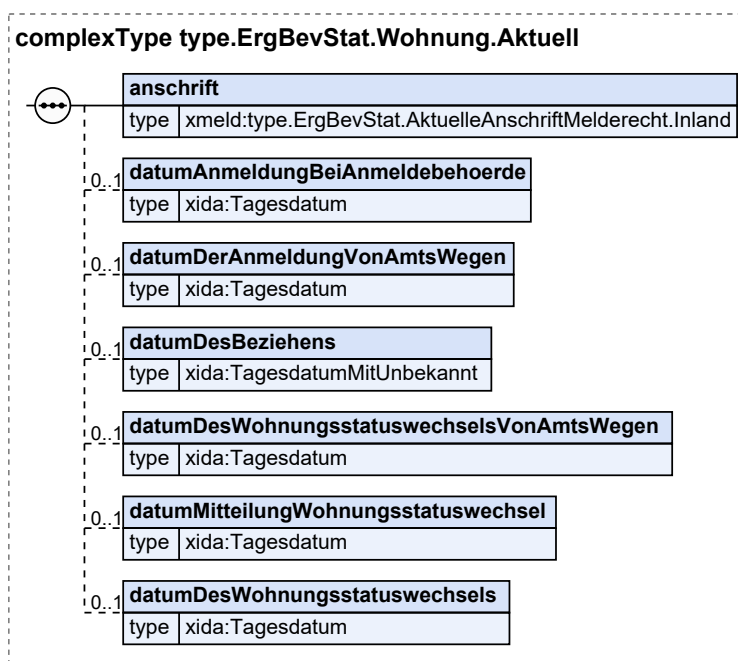 complexType type.ErgBevStat.Wohnung.Aktuell
anschrift
type xmeld:type.ErgBevStat.AktuelleAnschriftMelderecht.Inland
0..1 datumAnmeldungBeiAnmeldebehoerde
type xida:Tagesdatum
0..1 datumDerAnmeldungVonAmtsWegen
type xida:Tagesdatum
0..1 datumDesBeziehens
type xida:TagesdatumMitUnbekannt
0..1 datumDesWohnungsstatuswechselsVonAmtsWegen
type xida:Tagesdatum
0..1 datumMitteilungWohnungsstatuswechsel
type xida:Tagesdatum
0..1 datumDesWohnungsstatuswechsels
type xida:Tagesdatum